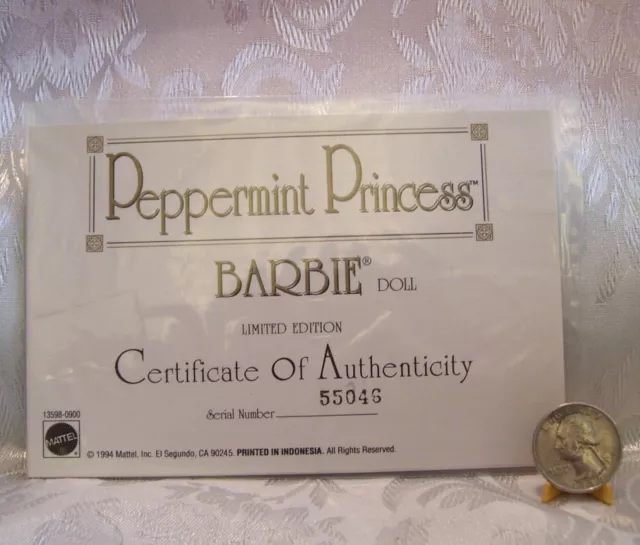 Peppermint Princess™
BARBIE® DOLL
LIMITED EDITION
Certificate Of Authenticity
55046
Serial Number
13598-0900
MATTEL
© 1994 Mattel, Inc. El Segundo, CA 90245. PRINTED IN INDONESIA. All Rights Reserved.